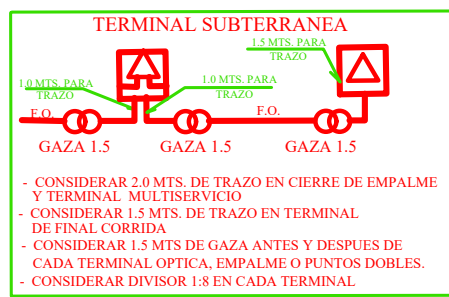 TERMINAL SUBTERRANEA
1.5 MTS. PARA
TRAZO
1.0 MTS. PARA
TRAZO
1.0 MTS. PARA
TRAZO
F.O.
F.O.
GAZA 1.5
GAZA 1.5
GAZA 1.5
- CONSIDERAR 2.0 MTS. DE TRAZO EN CIERRE DE EMPALME
Y TERMINAL MULTISERVICIO
- CONSIDERAR 1.5 MTS. DE TRAZO EN TERMINAL
DE FINAL CORRIDA
- CONSIDERAR 1.5 MTS DE GAZA ANTES Y DESPUES DE
CADA TERMINAL OPTICA, EMPALME O PUNTOS DOBLES.
- CONSIDERAR DIVISOR 1:8 EN CADA TERMINAL